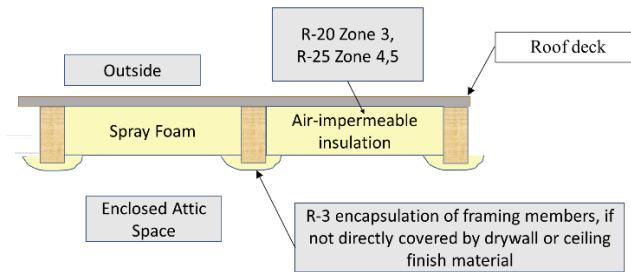 R-20 Zone 3,
R-25 Zone 4,5
Roof deck
Outside
Spray Foam
Air-impermeable
insulation
Enclosed Attic
Space
R-3 encapsulation of framing members, if
not directly covered by drywall or ceiling
finish material